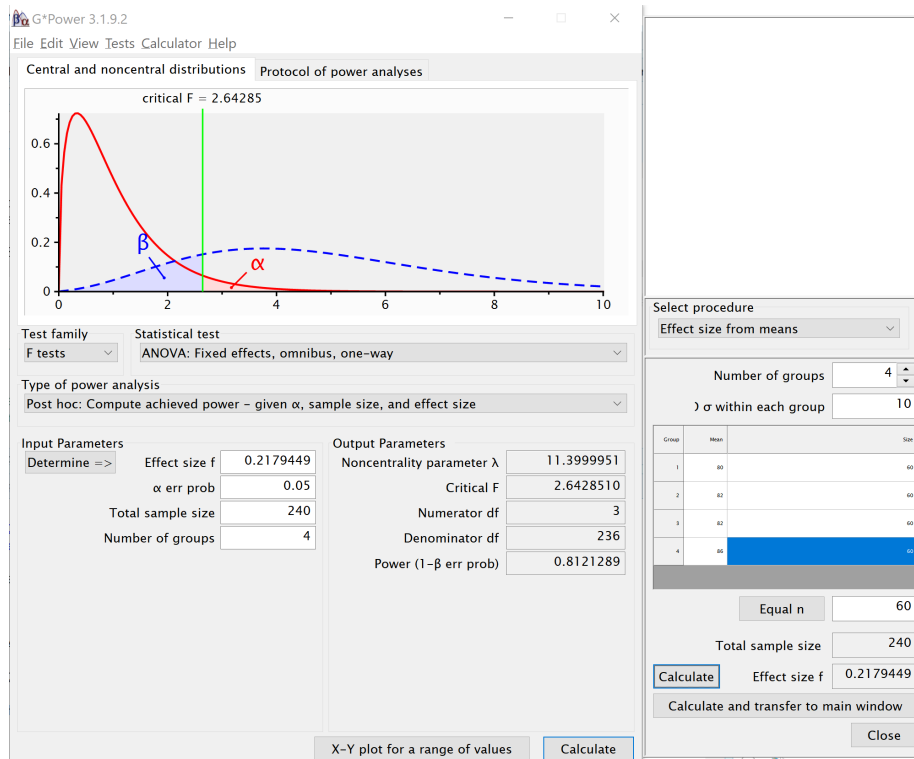 βα G*Power 3.1.9.2
File Edit View Tests Calculator Help
Central and noncentral distributions Protocol of power analyses
critical F = 2.64285
0.6
0.4
0.2
0
β
α
0 2 4 6 8 10
Test family Statistical test
F tests ANOVA: Fixed effects, omnibus, one-way
Type of power analysis
Post hoc: Compute achieved power – given α, sample size, and effect size
Input Parameters Output Parameters
Determine => Effect size f 0.2179449 Noncentrality parameter λ 11.3999951
α err prob 0.05 Critical F 2.6428510
Total sample size 240 Numerator df 3
Number of groups 4 Denominator df 236
Power (1-β err prob) 0.8121289
X-Y plot for a range of values Calculate
Select procedure
Effect size from means
Number of groups 4
) σ within each group 10
Group Mean Size
1 80 60
2 82 60
3 82 60
4 86 60
Equal n 60
Total sample size 240
Calculate Effect size f 0.2179449
Calculate and transfer to main window
Close